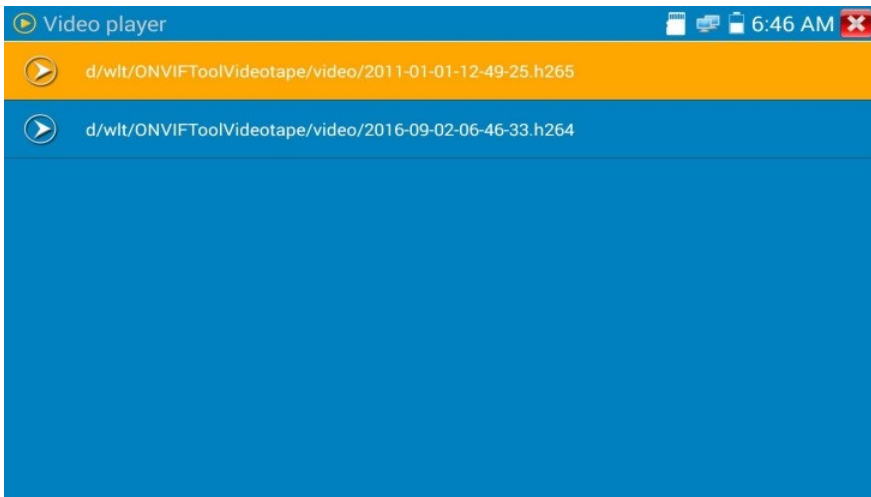 Video player 6:46 AM
d/wlt/ONVIFToolVideotape/video/2011-01-01-12-49-25.h265
d/wlt/ONVIFToolVideotape/video/2016-09-02-06-46-33.h264